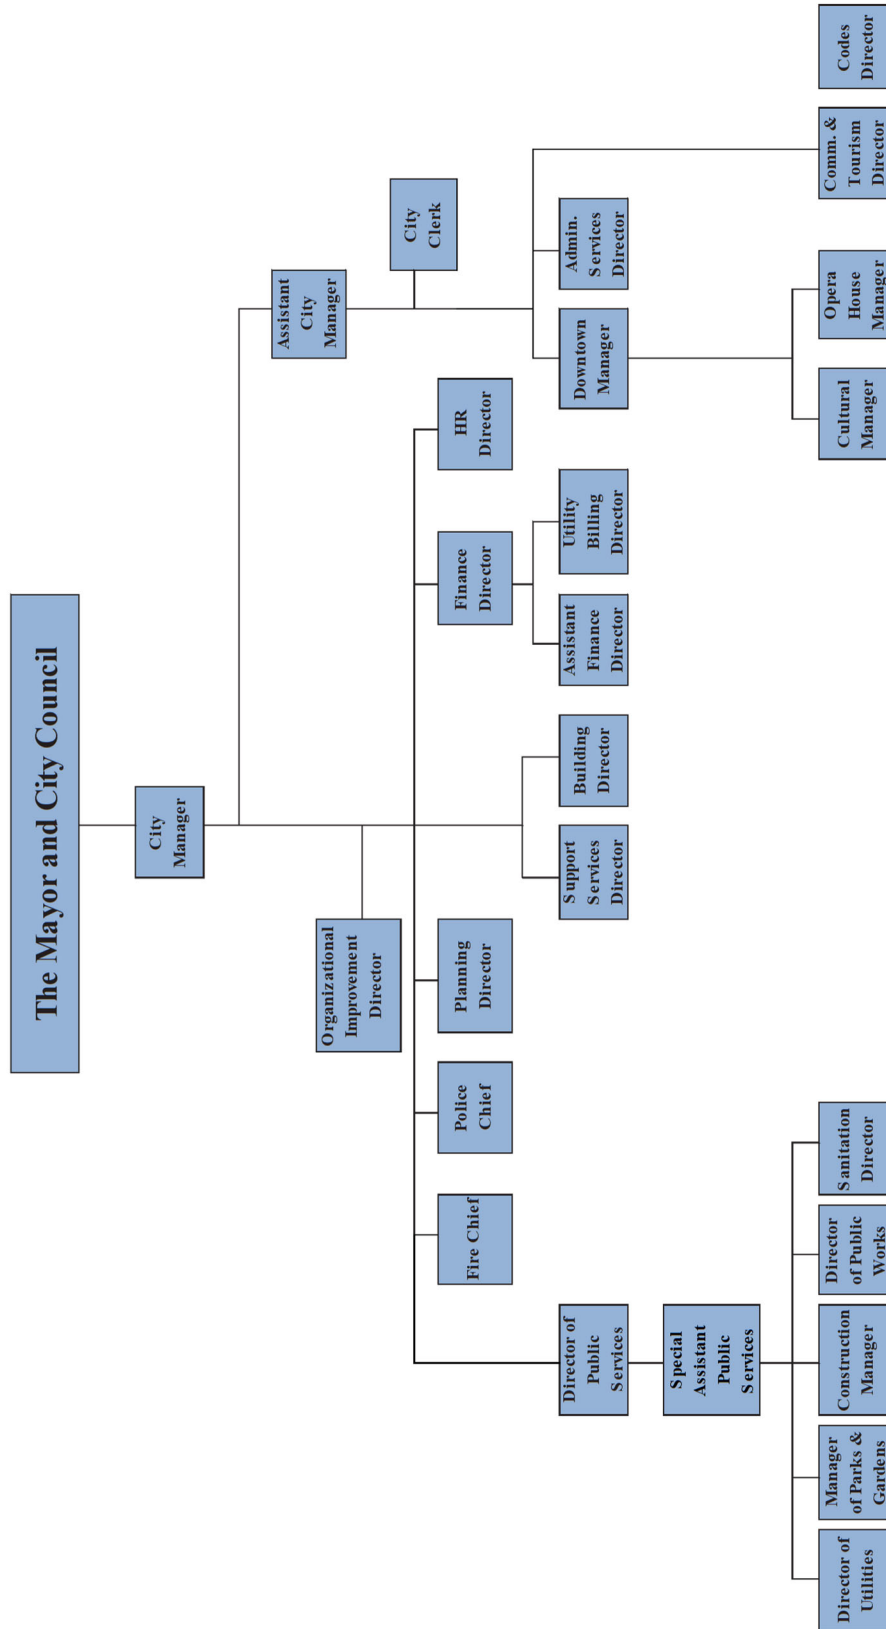 The Mayor and City Council
City
Manager
Assistant
City
Manager
Organizational
Improvement
Director
City
Clerk
Fire Chief
Police
Chief
Planning
Director
Finance
Director
HR
Director
Director of
Public
Services
Support
Services
Director
Building
Director
Assistant
Finance
Director
Utility
Billing
Director
Downtown
Manager
Admin.
Services
Director
Special
Assistant
Public
Services
Director of
Utilities
Manager
of Parks &
Gardens
Construction
Manager
Director
of Public
Works
Sanitation
Director
Cultural
Manager
Opera
House
Manager
Comm. &
Tourism
Director
Codes
Director